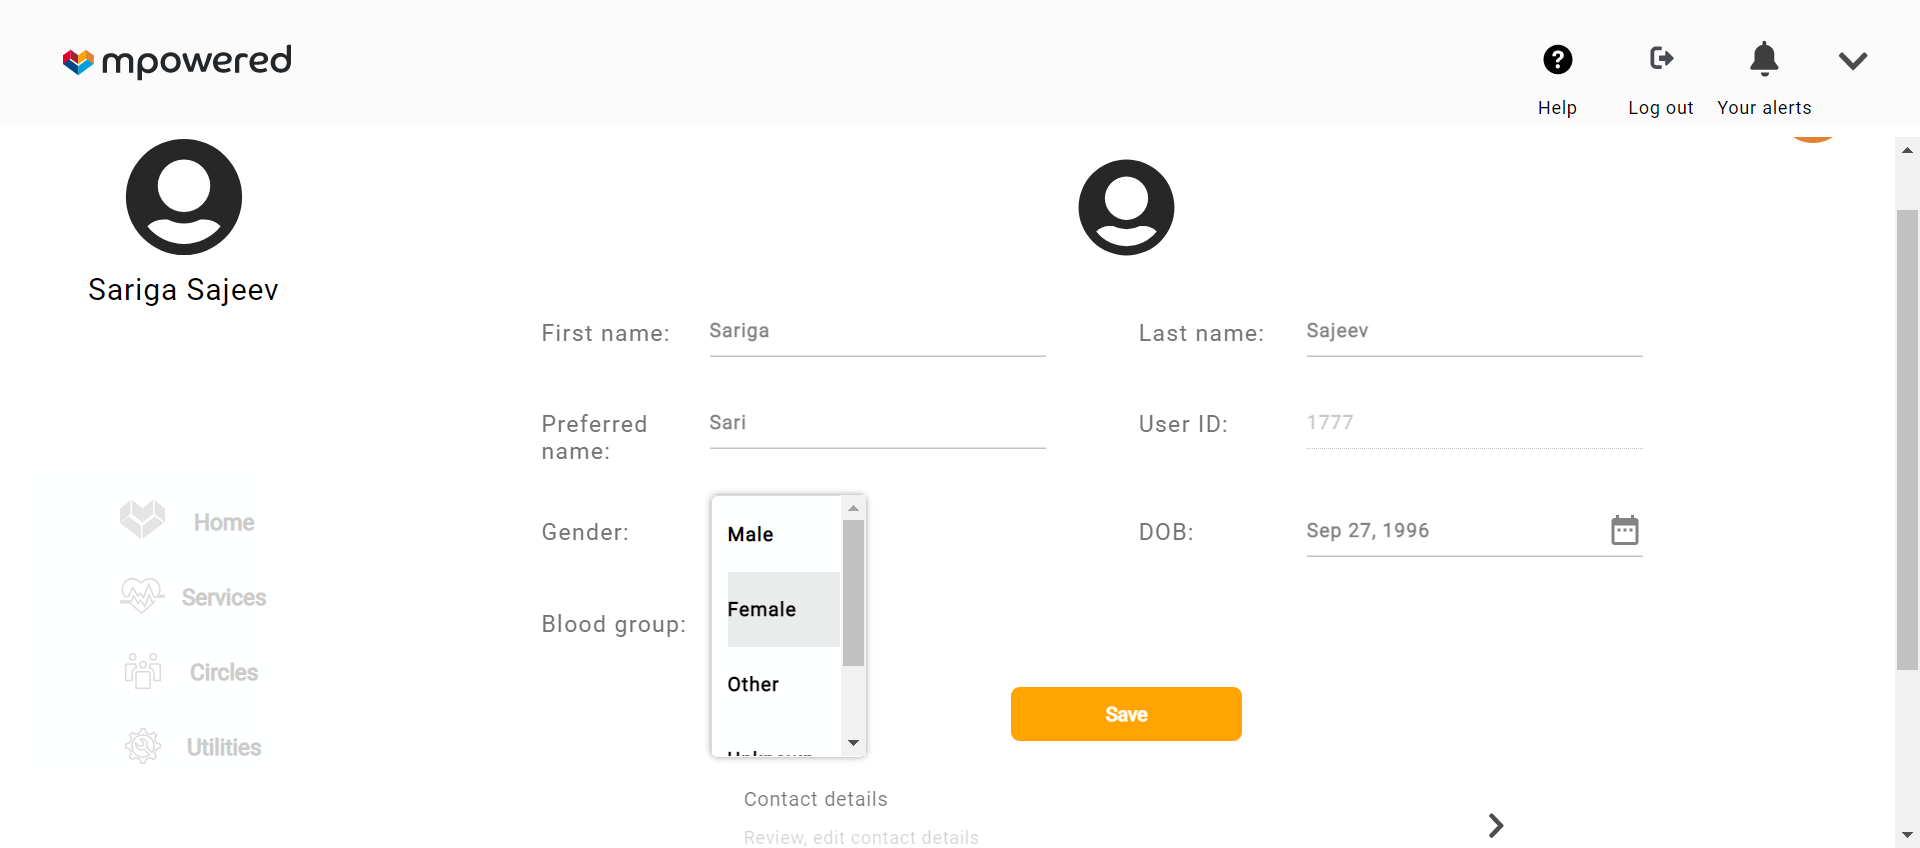 mpowered
Help
Log out
Your alerts
Sariga Sajeev
First name:
Sariga
Last name:
Sajeev
Preferred
name:
Sari
User ID:
1777
Home
Services
Circles
Utilities
Gender:
Male
Female
Other
Unknown
DOB:
Sep 27, 1996
Blood group:
Save
Contact details
Review, edit contact details